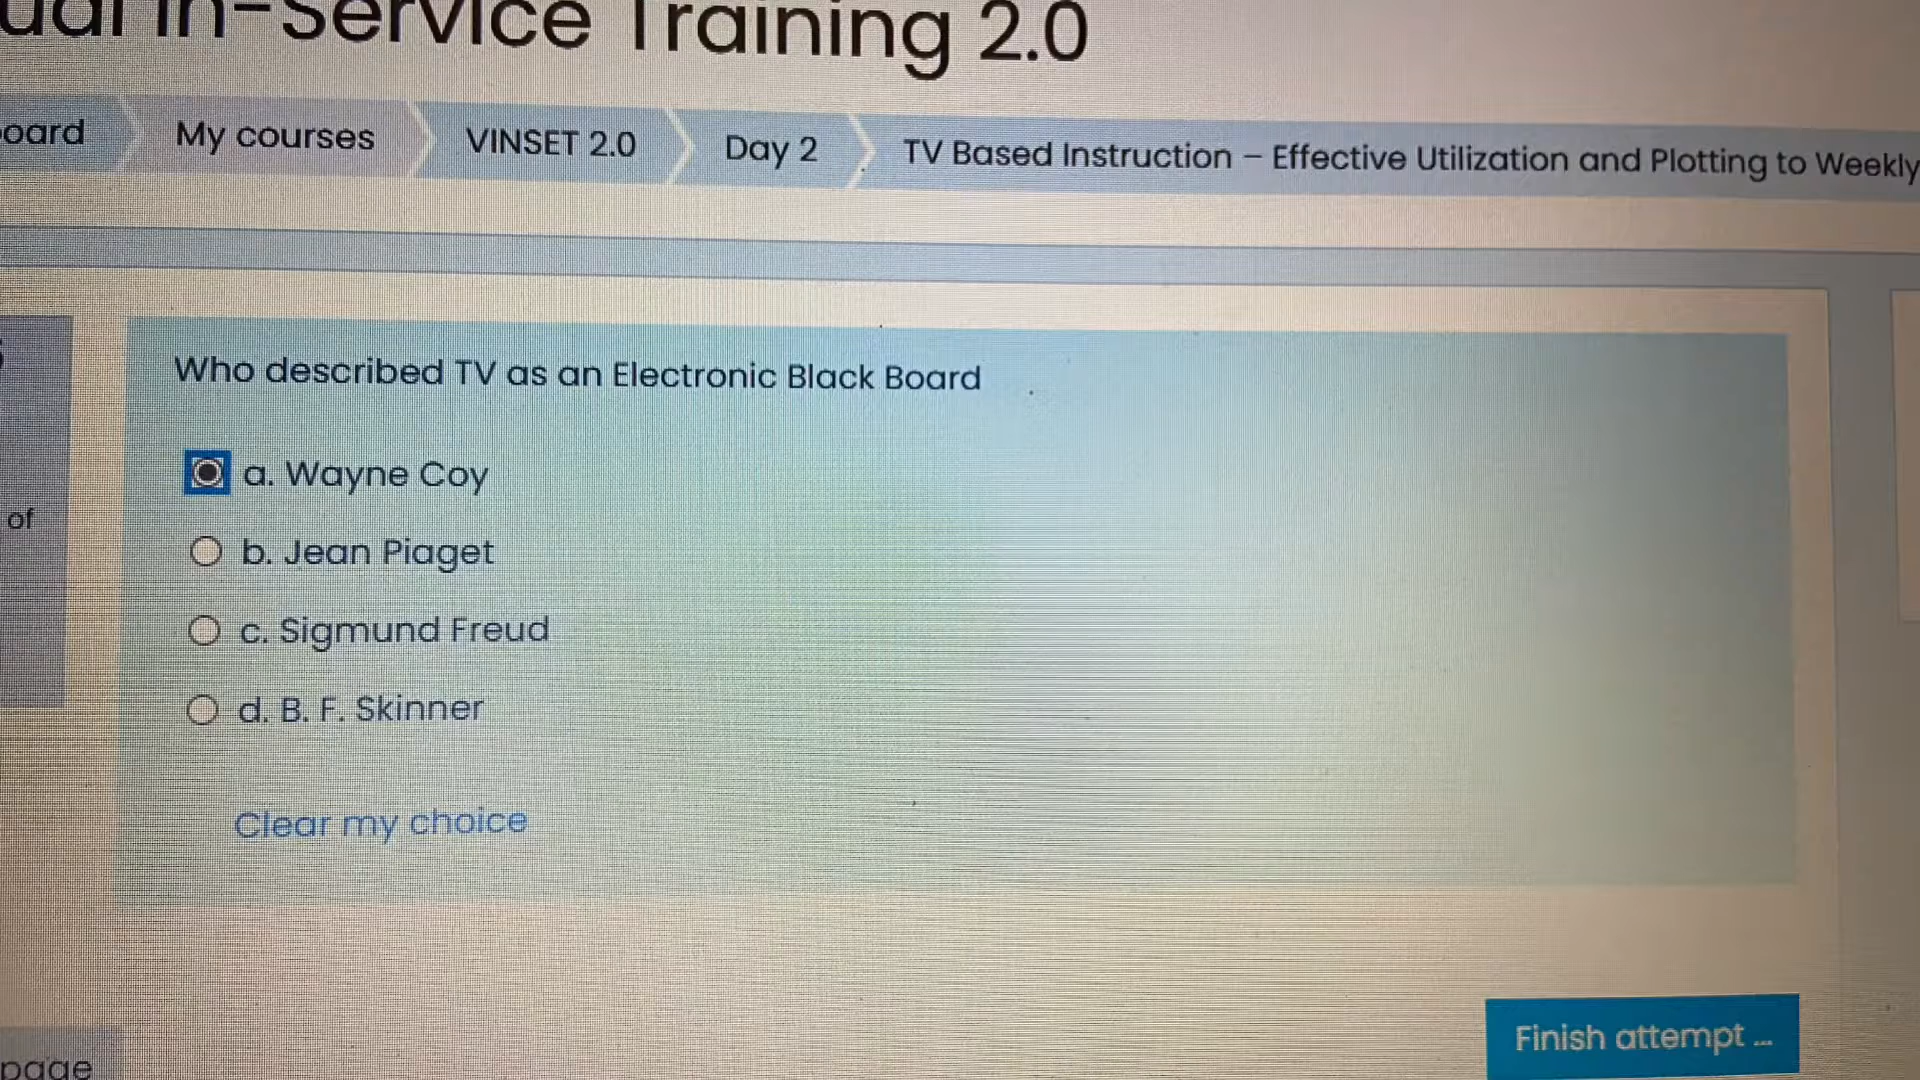 In-Service Training 2.0
My courses
VINSET 2.0
Day 2
TV Based Instruction – Effective Utilization and Plotting to Weekly
Who described TV as an Electronic Black Board
a. Wayne Coy
of
b. Jean Piaget
c. Sigmund Freud
d. B. F. Skinner
Clear my choice
Finish attempt ...
page